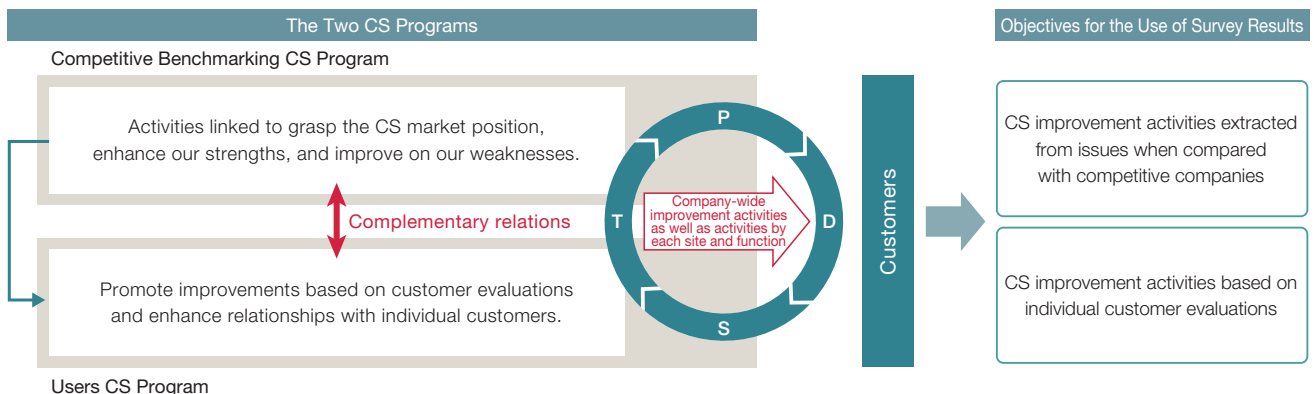 The Two CS Programs
Objectives for the Use of Survey Results
Competitive Benchmarking CS Program
Activities linked to grasp the CS market position,
enhance our strengths, and improve on our weaknesses.
Complementary relations
Promote improvements based on customer evaluations
and enhance relationships with individual customers.
Users CS Program
P
T
Company-wide
improvement activities
as well as activities by
each site and function
D
S
Customers
CS improvement activities extracted
from issues when compared
with competitive companies
CS improvement activities based on
individual customer evaluations